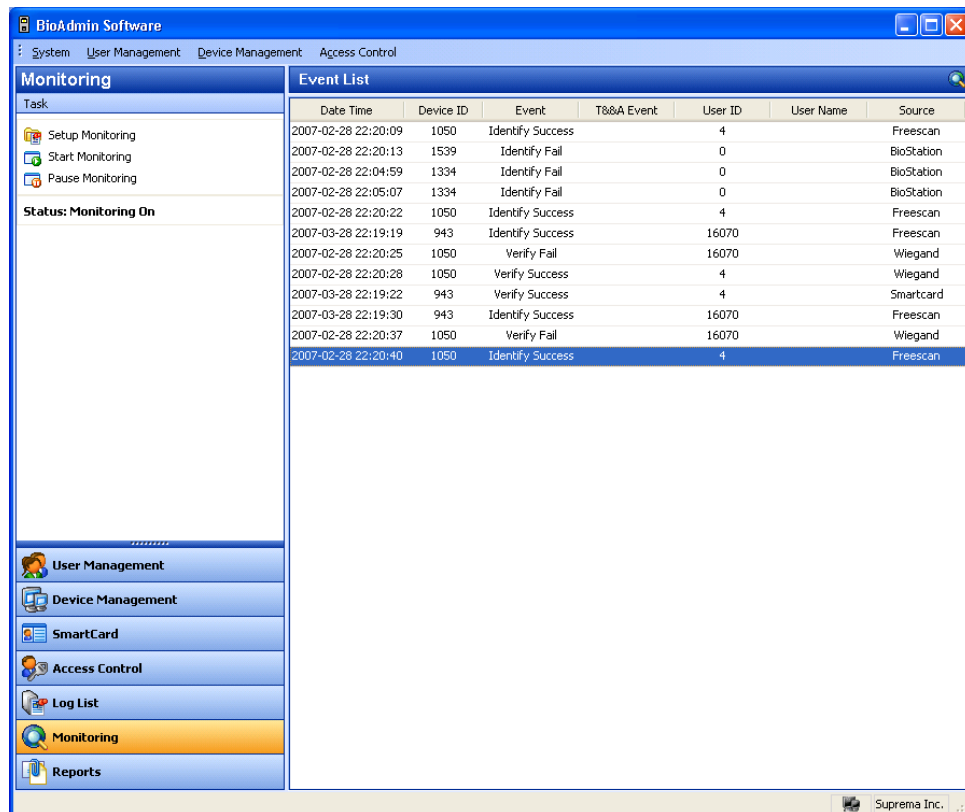 BioAdmin Software
System User Management Device Management Access Control
Monitoring
Task
Setup Monitoring
Start Monitoring
Pause Monitoring
Status: Monitoring On
Event List
Date Time Device ID Event T&&A Event User ID User Name Source
2007-02-28 22:20:09 1050 Identify Success 4 Freescan
2007-02-28 22:20:13 1539 Identify Fail 0 BioStation
2007-02-28 22:04:59 1334 Identify Fail 0 BioStation
2007-02-28 22:05:07 1334 Identify Fail 0 BioStation
2007-02-28 22:20:22 1050 Identify Success 4 Freescan
2007-03-28 22:19:19 943 Identify Success 16070 Freescan
2007-02-28 22:20:25 1050 Verify Fail 16070 Wiegand
2007-02-28 22:20:28 1050 Verify Success 4 Wiegand
2007-03-28 22:19:22 943 Verify Success 4 Smartcard
2007-03-28 22:19:30 943 Identify Success 16070 Freescan
2007-02-28 22:20:37 1050 Verify Fail 16070 Wiegand
2007-02-28 22:20:40 1050 Identify Success 4 Freescan
User Management
Device Management
SmartCard
Access Control
Log List
Monitoring
Reports
Suprema Inc.